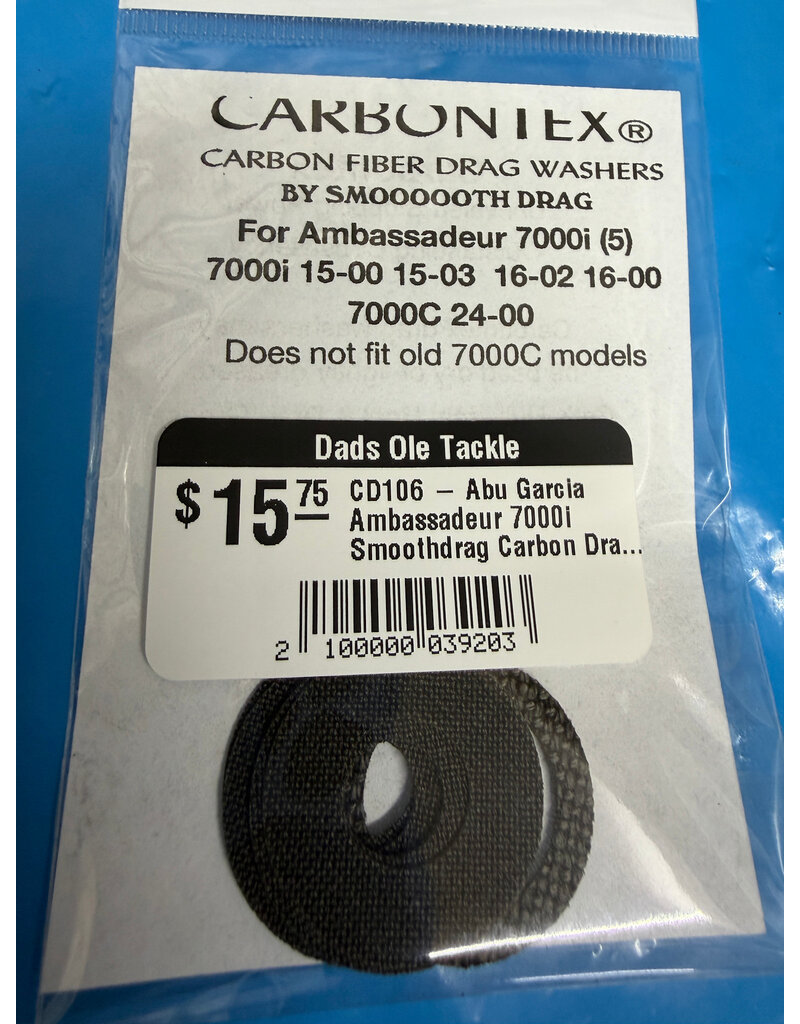 CARBONTEX®
CARBON FIBER DRAG WASHERS
BY SMOOOOOTH DRAG
For Ambassadeur 7000i (5)
7000i 15-00 15-03 16-02 16-00
7000C 24-00
Does not fit old 7000C models
Dads Ole Tackle
$15.75
CD106 – Abu Garcia
Ambassadeur 7000i
Smoothdrag Carbon Dra...
2 100000 039203